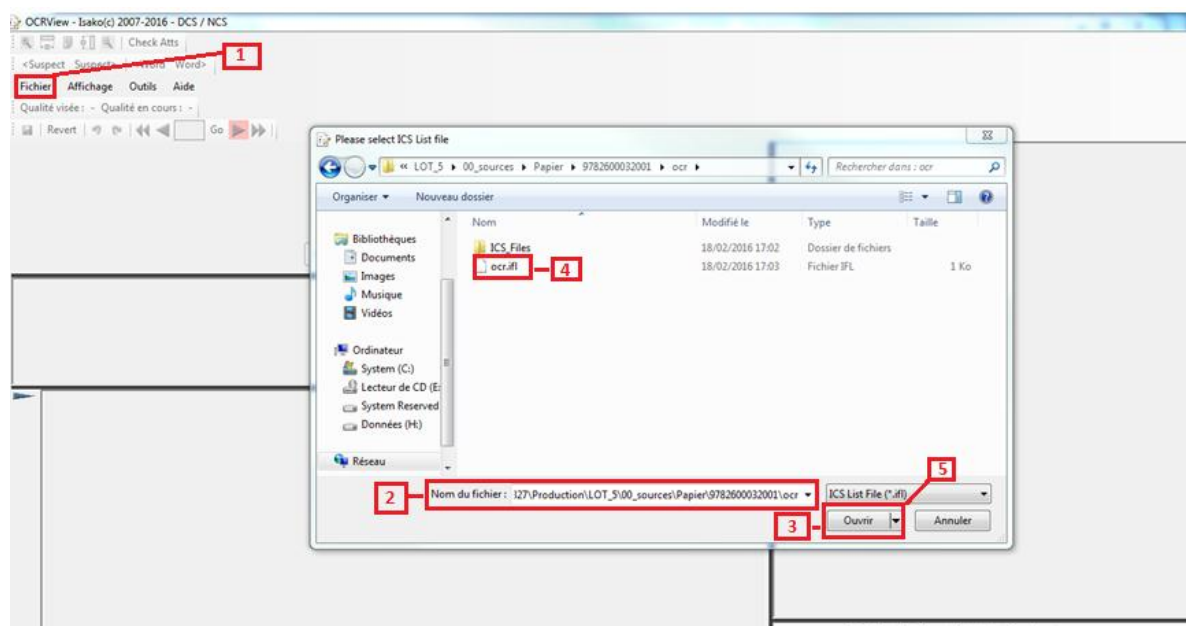 OCRView - Isako(c) 2007-2016 - DCS / NCS
Check Atts
<Suspect Suspect> <Word Word>
1
Fichier Affichage Outils Aide
Qualité visée : - Qualité en cours : -
Revert Go
Please select ICS List file
« LOT_5 00_sources Papier 9782600032001 ocr
Rechercher dans : ocr
Organiser Nouveau dossier
Nom Modifié le Type Taille
Bibliothèques
Documents
Images
Musique
Vidéos
Ordinateur
System (C:)
Lecteur de CD (E:
System Reserved
Données (H:)
Réseau
ICS_Files 18/02/2016 17:02 Dossier de fichiers
ocr.ifl 18/02/2016 17:03 Fichier IFL 1 Ko
4
5
2
Nom du fichier : 127\Production\LOT_5\00_sources\Papier\9782600032001\ocr
ICS List File (*.ifl)
3
Ouvrir Annuler